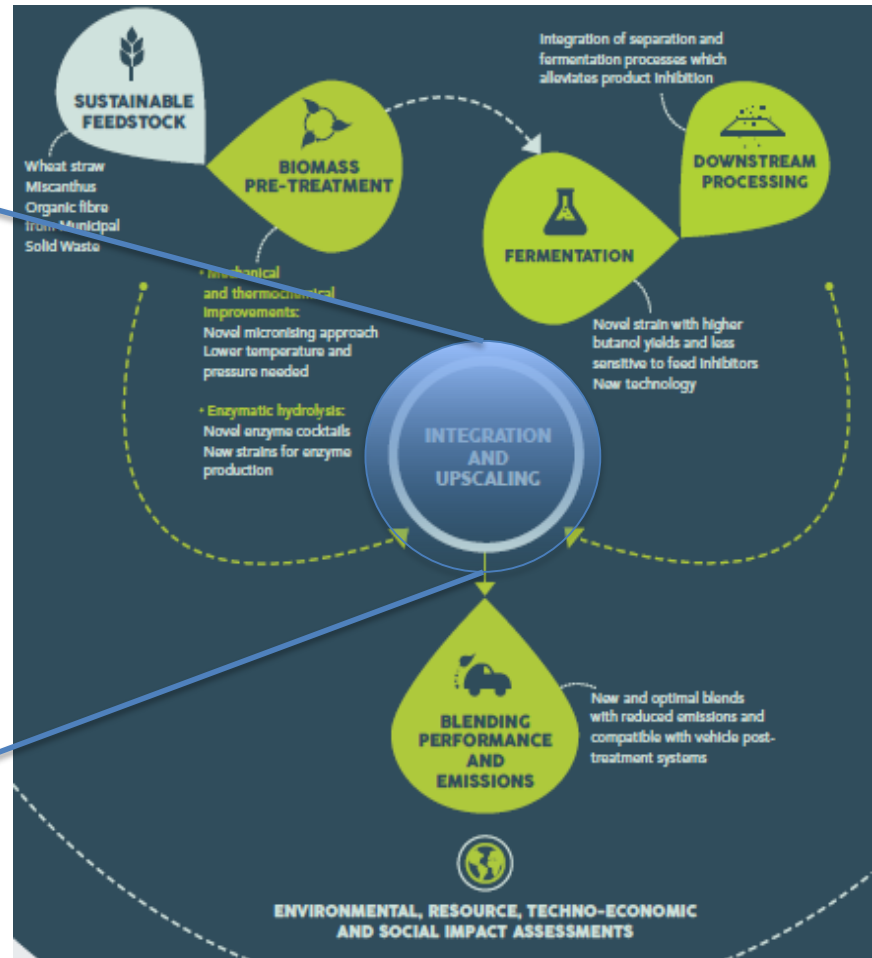 SUSTAINABLE
FEEDSTOCK
Wheat straw
Miscanthus
Organic fibre
from Municipal
Solid Waste
BIOMASS
PRE-TREATMENT
• Mechanical
and thermochemical
improvements:
Novel micronising approach
Lower temperature and
pressure needed
• Enzymatic hydrolysis:
Novel enzyme cocktails
New strains for enzyme
production
Integration of separation and
fermentation processes which
alleviates product inhibition
DOWNSTREAM
PROCESSING
FERMENTATION
Novel strain with higher
butanol yields and less
sensitive to feed inhibitors
New technology
INTEGRATION
AND
UPSCALING
BLENDING
PERFORMANCE
AND
EMISSIONS
New and optimal blends
with reduced emissions and
compatible with vehicle post-
treatment systems
ENVIRONMENTAL, RESOURCE, TECHNO-ECONOMIC
AND SOCIAL IMPACT ASSESSMENTS